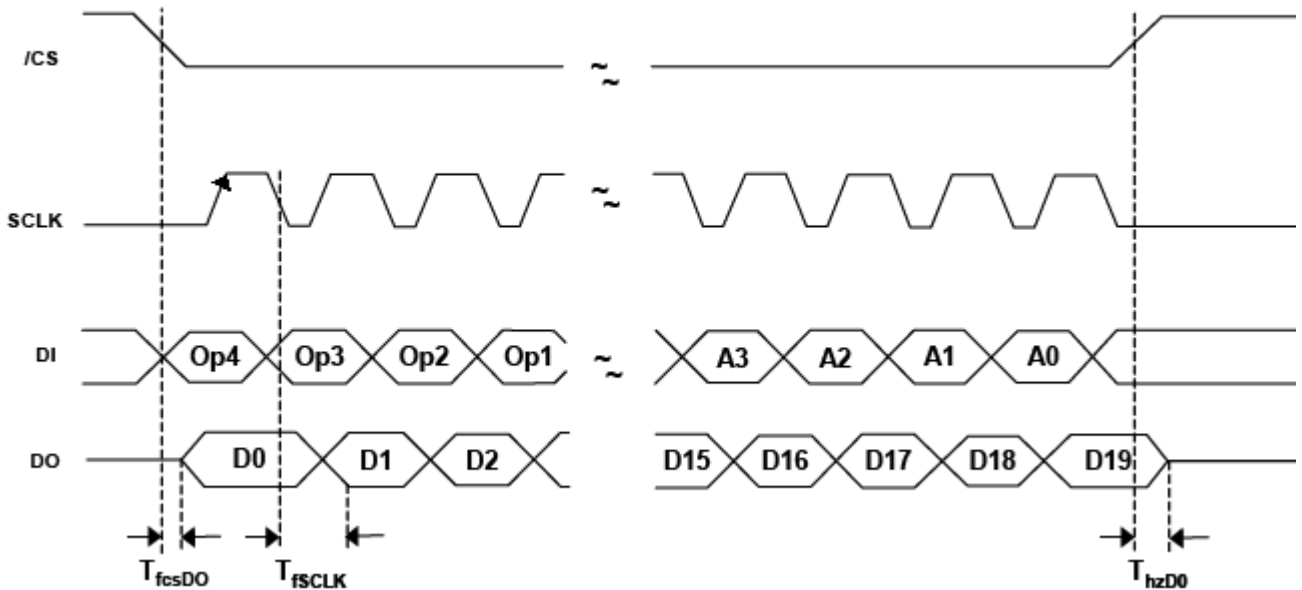 /CS
~ ~
SCLK
~ ~
DI Op4 Op3 Op2 Op1 ~ ~ A3 A2 A1 A0
DO D0 D1 D2 D15 D16 D17 D18 D19
TfcsDO TfSCLK ThzD0